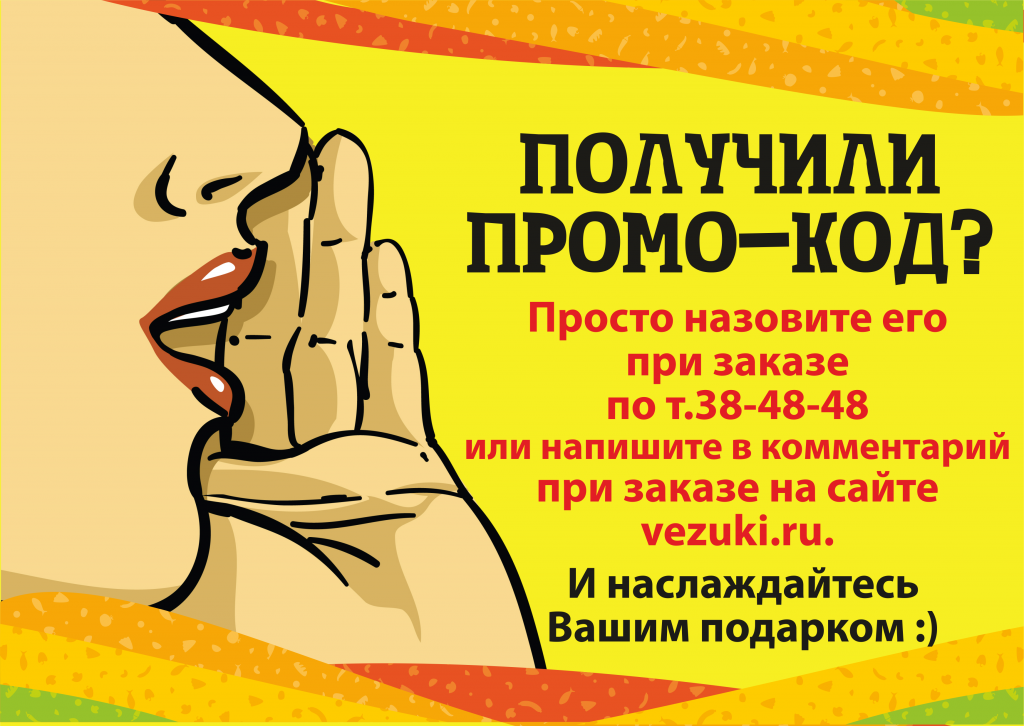 ПОЛУЧИЛИ
ПРОМО-КОД?
Просто назовите его
при заказе
по т.38-48-48
или напишите в комментарий
при заказе на сайте
vezuki.ru.
И наслаждайтесь
Вашим подарком :)